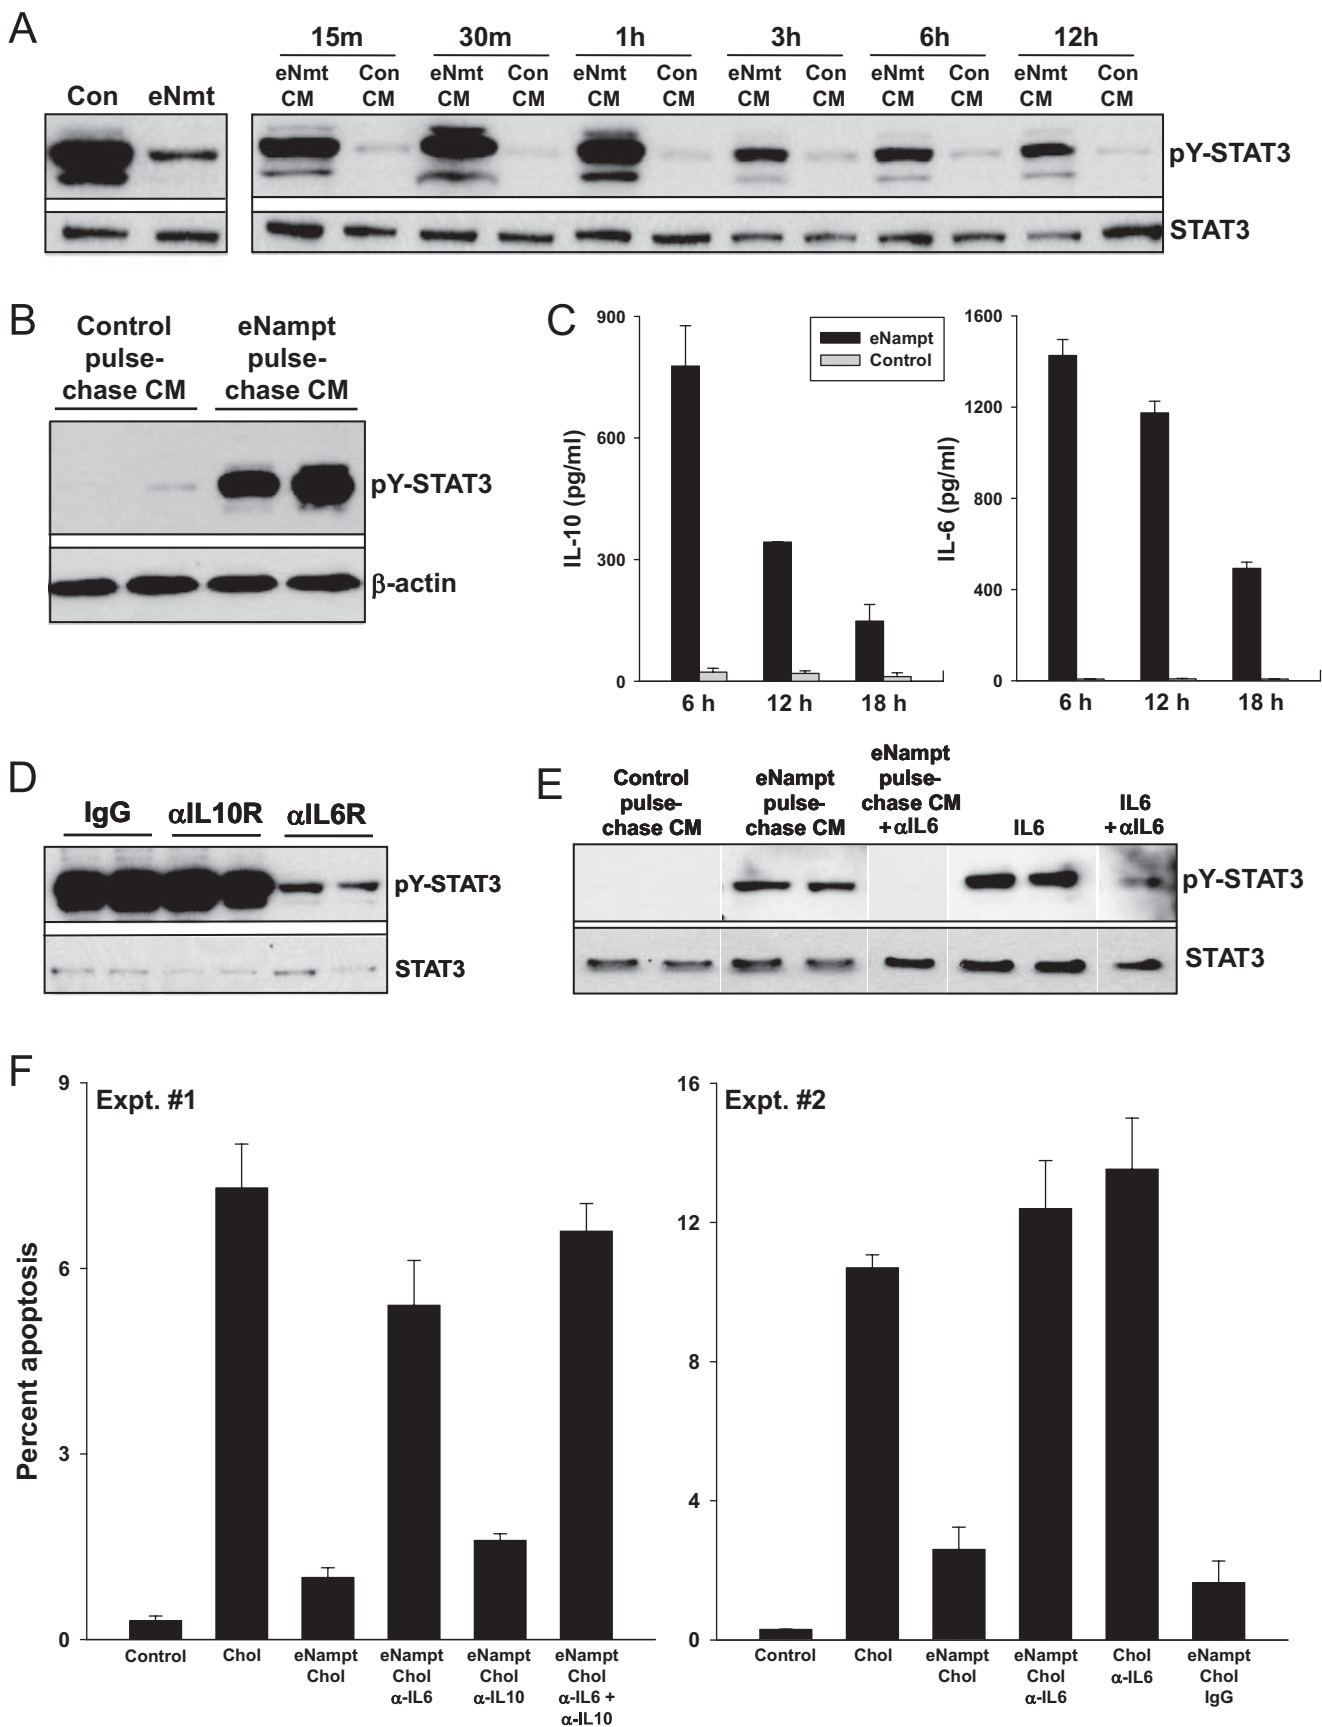 A
15m 30m 1h 3h 6h 12h
Con eNmt
eNmt Con eNmt Con eNmt Con eNmt Con eNmt Con eNmt Con
CM CM CM CM CM CM CM CM CM CM CM CM
pY-STAT3
STAT3
B
Control
pulse-
chase CM
eNampt
pulse-
chase CM
pY-STAT3
β-actin
C
900
600
300
0
IL-10 (pg/ml)
6 h 12 h 18 h
eNampt
Control
1600
1200
800
400
0
IL-6 (pg/ml)
6 h 12 h 18 h
D
IgG αIL10R αIL6R
pY-STAT3
STAT3
E
Control
pulse-
chase CM
eNampt
pulse-
chase CM
eNampt
pulse-
chase CM
+αIL6
IL6
IL6
+αIL6
pY-STAT3
STAT3
F
Expt. #1
9
6
3
0
Percent apoptosis
Control
Chol
eNampt
Chol
eNampt
Chol
α-IL6
eNampt
Chol
α-IL10
eNampt
Chol
α-IL6 +
α-IL10
Expt. #2
16
12
8
4
0
Control
Chol
eNampt
Chol
eNampt
Chol
α-IL6
Chol
α-IL6
eNampt
Chol
IgG